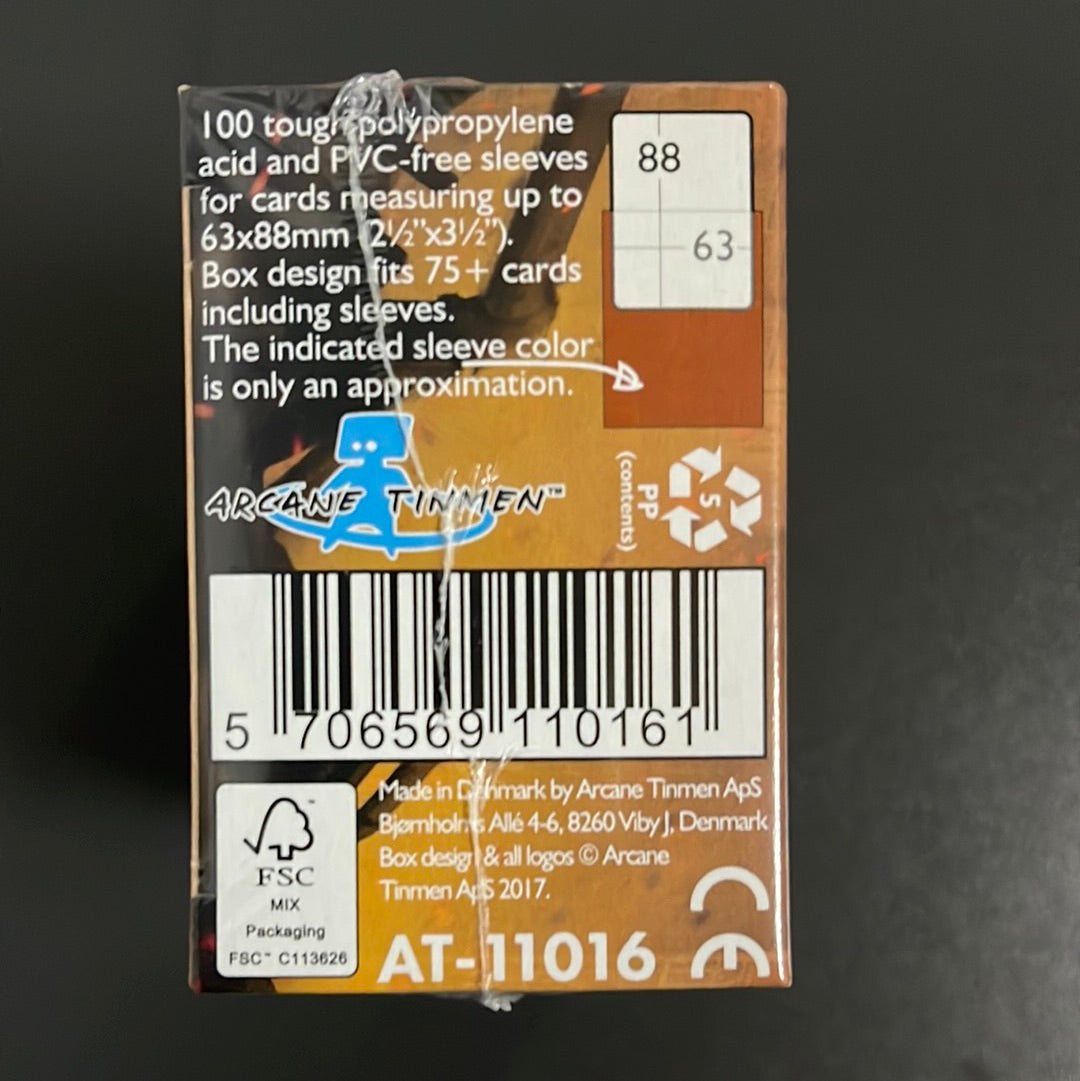 100 tough polypropylene
acid and PVC-free sleeves
for cards measuring up to
63x88mm (2½"x3½").
Box design fits 75+ cards
including sleeves.
The indicated sleeve color
is only an approximation.
88
63
ARCANE TINMEN™
5
PP
(contents)
5 706569 110161
FSC™
MIX
Packaging
FSC™ C113626
Made in Denmark by Arcane Tinmen ApS
Bjørnholms Allé 4-6, 8260 Viby J, Denmark
Box design & all logos © Arcane
Tinmen ApS 2017.
AT-11016
CE